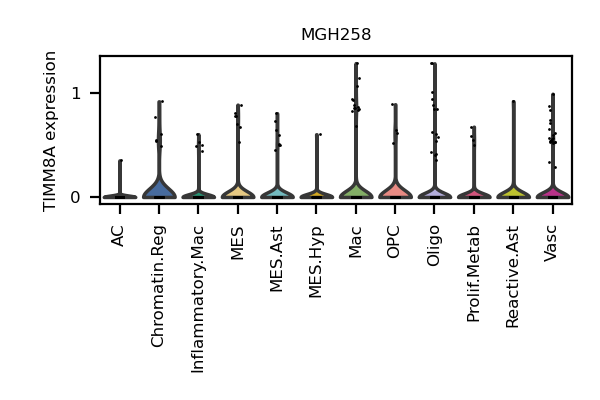 MGH258
TIMM8A expression
1
0
AC
Chromatin.Reg
Inflammatory.Mac
MES
MES.Ast
MES.Hyp
Mac
OPC
Oligo
Prolif.Metab
Reactive.Ast
Vasc